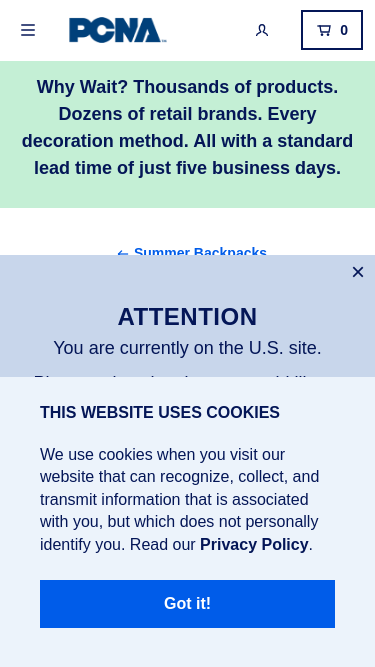 PCNA
0
Why Wait? Thousands of products.
Dozens of retail brands. Every
decoration method. All with a standard
lead time of just five business days.
← Summer Backpacks
×
ATTENTION
You are currently on the U.S. site.
THIS WEBSITE USES COOKIES
We use cookies when you visit our
website that can recognize, collect, and
transmit information that is associated
with you, but which does not personally
identify you. Read our Privacy Policy.
Got it!